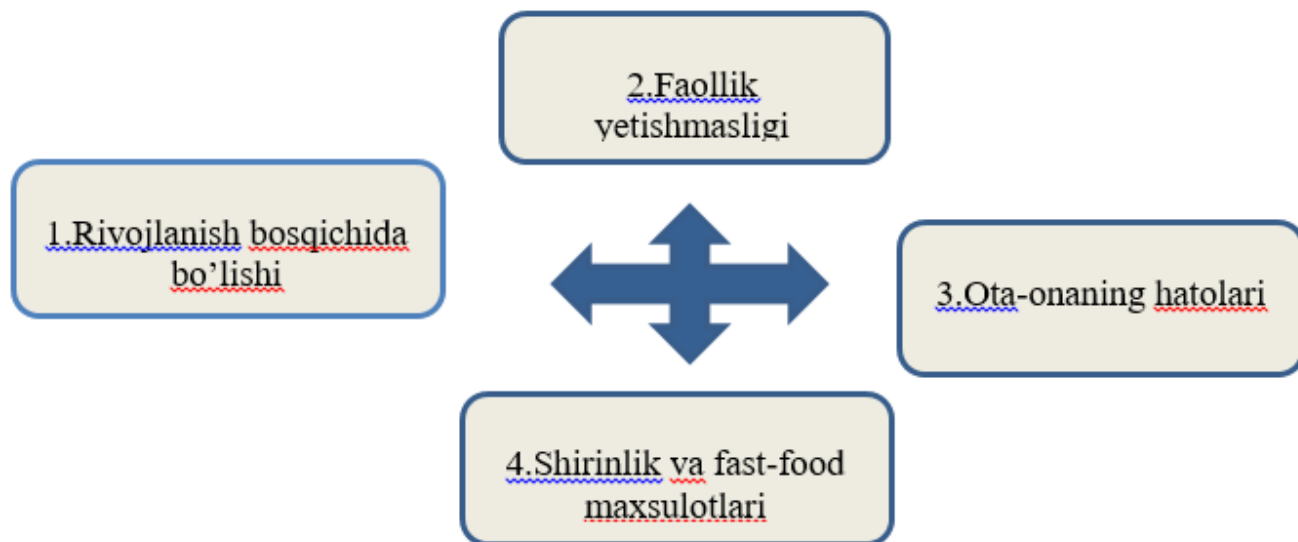 1.Rivojlanish bosqichida
bo’lishi
2.Faollik
yetishmasligi
3.Ota-onaning hatolari
4.Shirinlik va fast-food
maxsulotlari